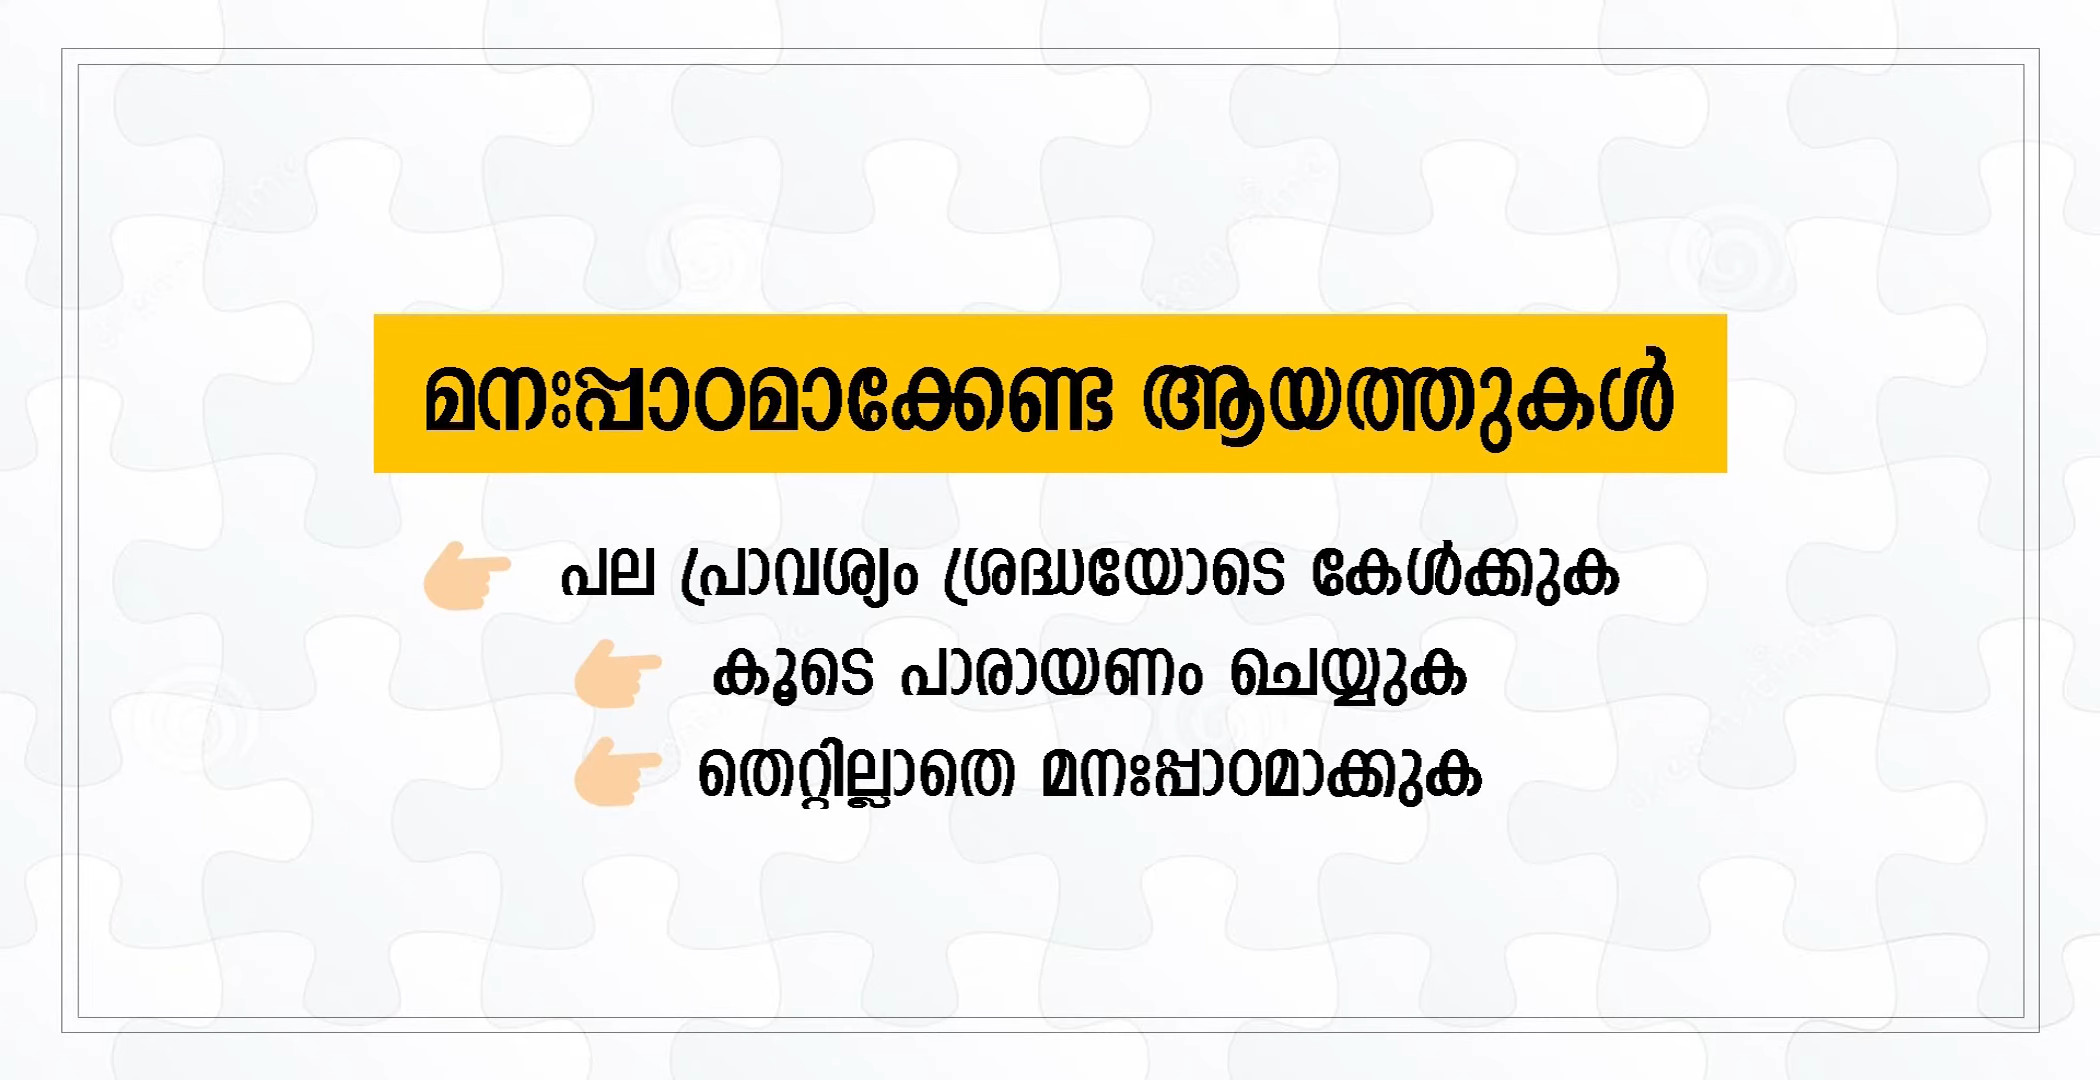 മനഃപ്പാഠമാക്കേണ്ട ആയത്തുകൾ
👉 പല പ്രാവശ്യം ശ്രദ്ധയോടെ കേൾക്കുക
👉 കൂടെ പാരായണം ചെയ്യുക
👉 തെറ്റില്ലാതെ മനഃപ്പാഠമാക്കുക